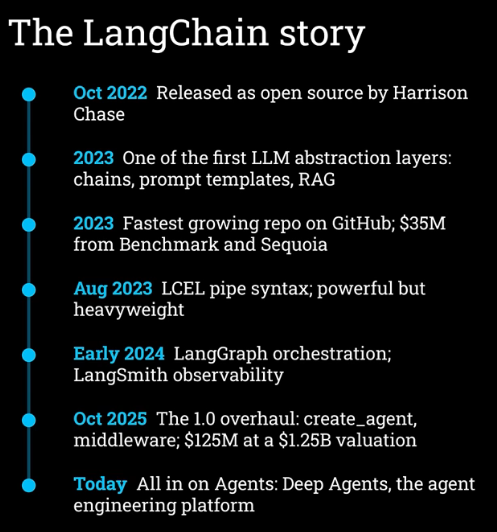 The LangChain story
Oct 2022 Released as open source by Harrison
Chase
2023 One of the first LLM abstraction layers:
chains, prompt templates, RAG
2023 Fastest growing repo on GitHub; $35M
from Benchmark and Sequoia
Aug 2023 LCEL pipe syntax; powerful but
heavyweight
Early 2024 LangGraph orchestration;
LangSmith observability
Oct 2025 The 1.0 overhaul: create_agent,
middleware; $125M at a $1.25B valuation
Today All in on Agents: Deep Agents, the agent
engineering platform